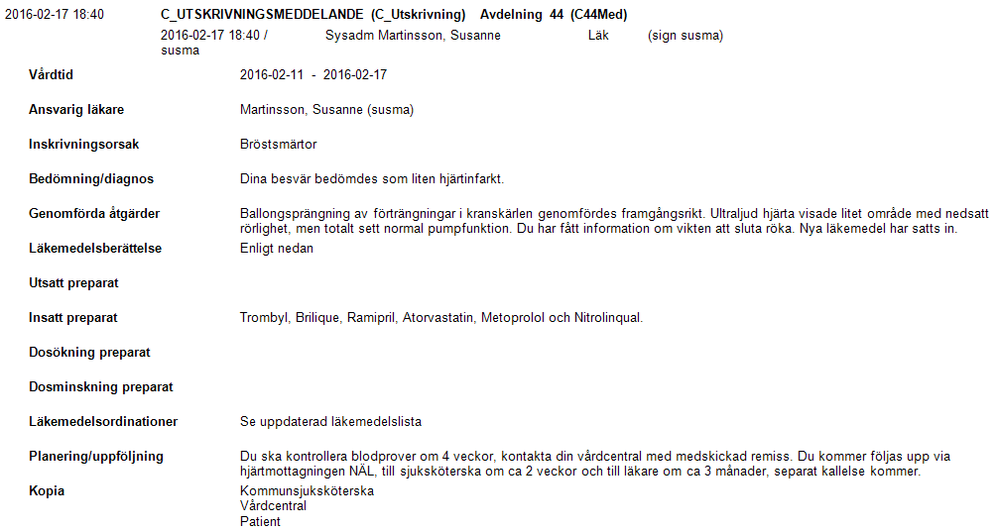 2016-02-17 18:40 C_UTSKRIVNINGSMEDDELANDE (C_Utskrivning) Avdelning 44 (C44Med)
2016-02-17 18:40 / Sysadm Martinsson, Susanne Läk (sign susma)
susma
Vårdtid 2016-02-11 - 2016-02-17
Ansvarig läkare Martinsson, Susanne (susma)
Inskrivningsorsak Bröstsmärtor
Bedömning/diagnos Dina besvär bedömdes som liten hjärtinfarkt.
Genomförda åtgärder Ballongsprängning av förträngningar i kranskärlen genomfördes framgångsrikt. Ultraljud hjärta visade litet område med nedsatt
rörlighet, men totalt sett normal pumpfunktion. Du har fått information om vikten att sluta röka. Nya läkemedel har satts in.
Läkemedelsberättelse Enligt nedan
Utsatt preparat
Insatt preparat Trombyl, Brilique, Ramipril, Atorvastatin, Metoprolol och Nitrolinqual.
Dosökning preparat
Dosminskning preparat
Läkemedelsordinationer Se uppdaterad läkemedelslista
Planering/uppföljning Du ska kontrollera blodprover om 4 veckor, kontakta din vårdcentral med medskickad remiss. Du kommer följas upp via
hjärtmottagningen NÄL, till sjuksköterska om ca 2 veckor och till läkare om ca 3 månader, separat kallelse kommer.
Kopia Kommunsjuksköterska
Vårdcentral
Patient